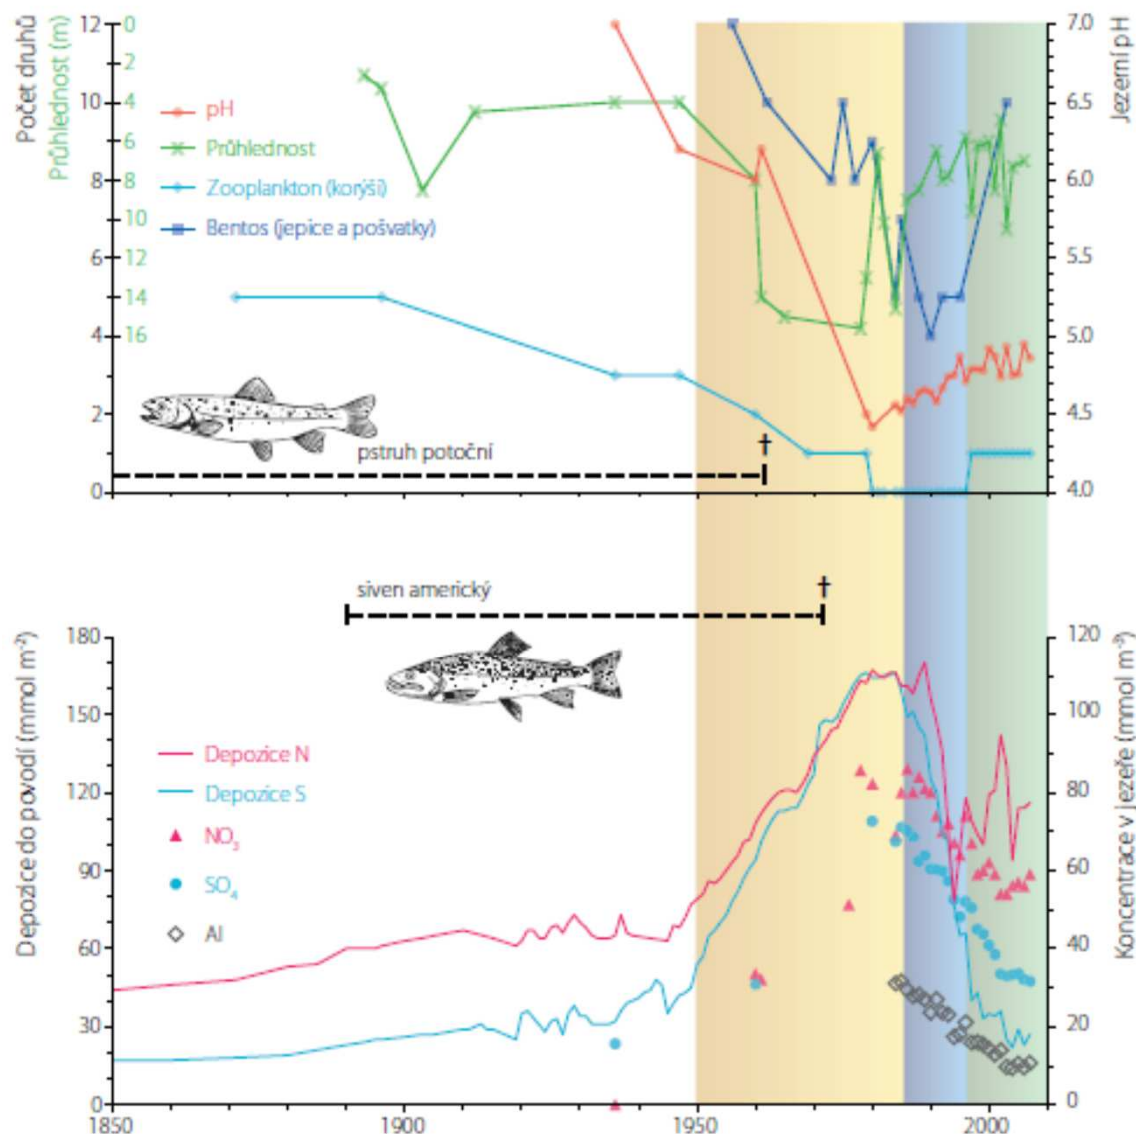 Počet druhů
Průhlednost (m)
12
10
8
6
4
2
0
0
2
4
6
8
10
12
14
16
pH
Průhlednost
Zooplankton (korýši)
Bentos (jepice a pošvatky)
7.0
6.5
6.0
5.5
5.0
4.5
4.0
Jezerní pH
pstruh potoční
†
siven americký
†
Depozice do povodí (mmol m⁻²)
180
150
120
90
60
30
0
Depozice N
Depozice S
NO₃
SO₄
Al
120
100
80
60
40
20
0
Koncentrace v jezeře (mmol m⁻³)
1850
1900
1950
2000